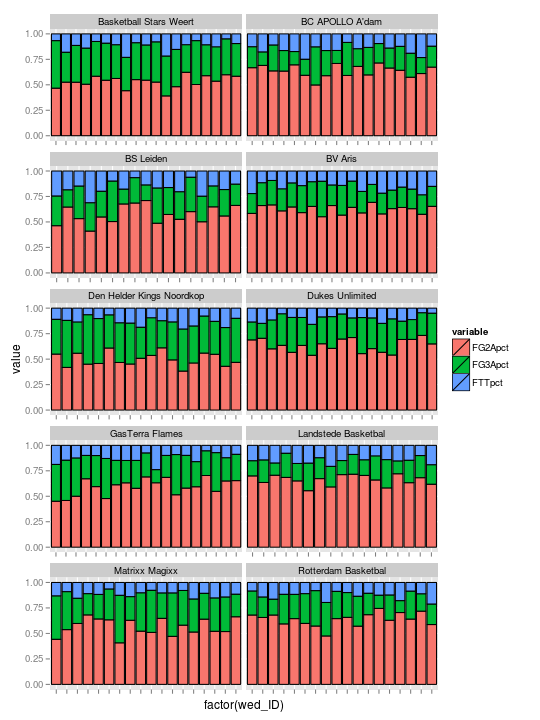 Basketball Stars Weert BC APOLLO A'dam
1.00
0.75
0.50
0.25
0.00
BS Leiden BV Aris
1.00
0.75
0.50
0.25
0.00
Den Helder Kings Noordkop Dukes Unlimited
1.00
0.75
0.50
0.25
0.00
GasTerra Flames Landstede Basketbal
1.00
0.75
0.50
0.25
0.00
Matrixx Magixx Rotterdam Basketbal
1.00
0.75
0.50
0.25
0.00
value
factor(wed_ID)
variable
FG2Apct
FG3Apct
FTTpct